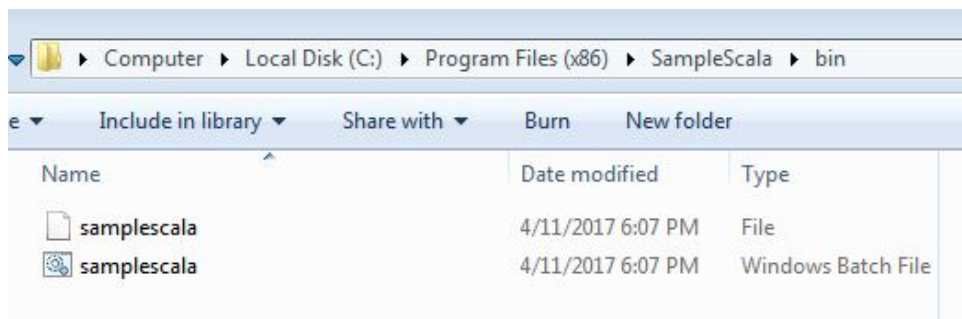 Computer Local Disk (C:) Program Files (x86) SampleScala bin
e Include in library Share with Burn New folder
Name Date modified Type
samplescala 4/11/2017 6:07 PM File
samplescala 4/11/2017 6:07 PM Windows Batch File